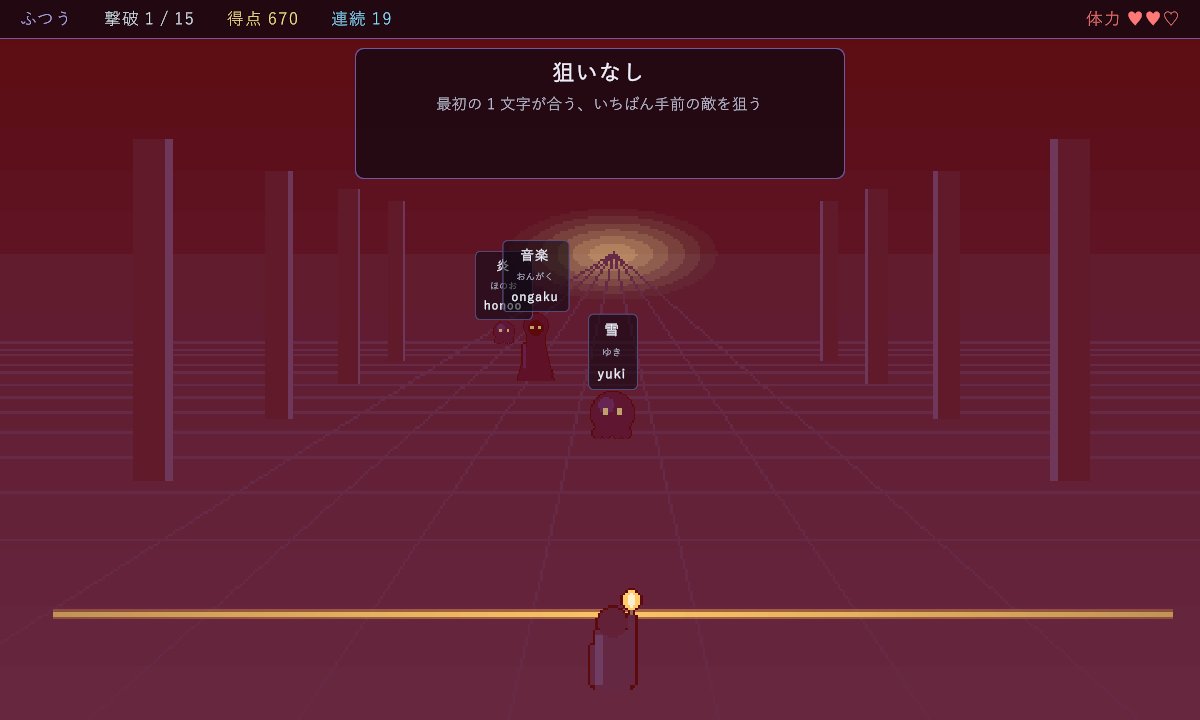 ふつう 撃破 1 / 15 得点 670 連続 19 体力 ♥♥♡
狙いなし
最初の 1 文字が合う、いちばん手前の敵を狙う
炎
ほのお
honoo
音楽
おんがく
ongaku
雪
ゆき
yuki